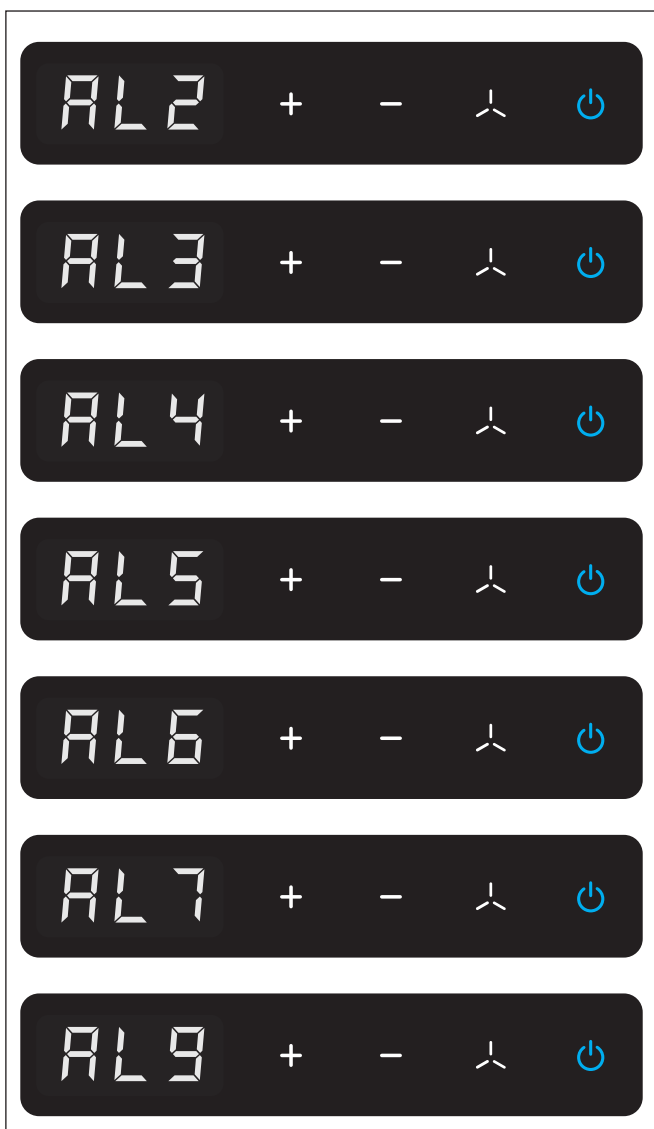 AL2 + -
AL3 + -
AL4 + -
AL5 + -
AL6 + -
AL7 + -
AL9 + -